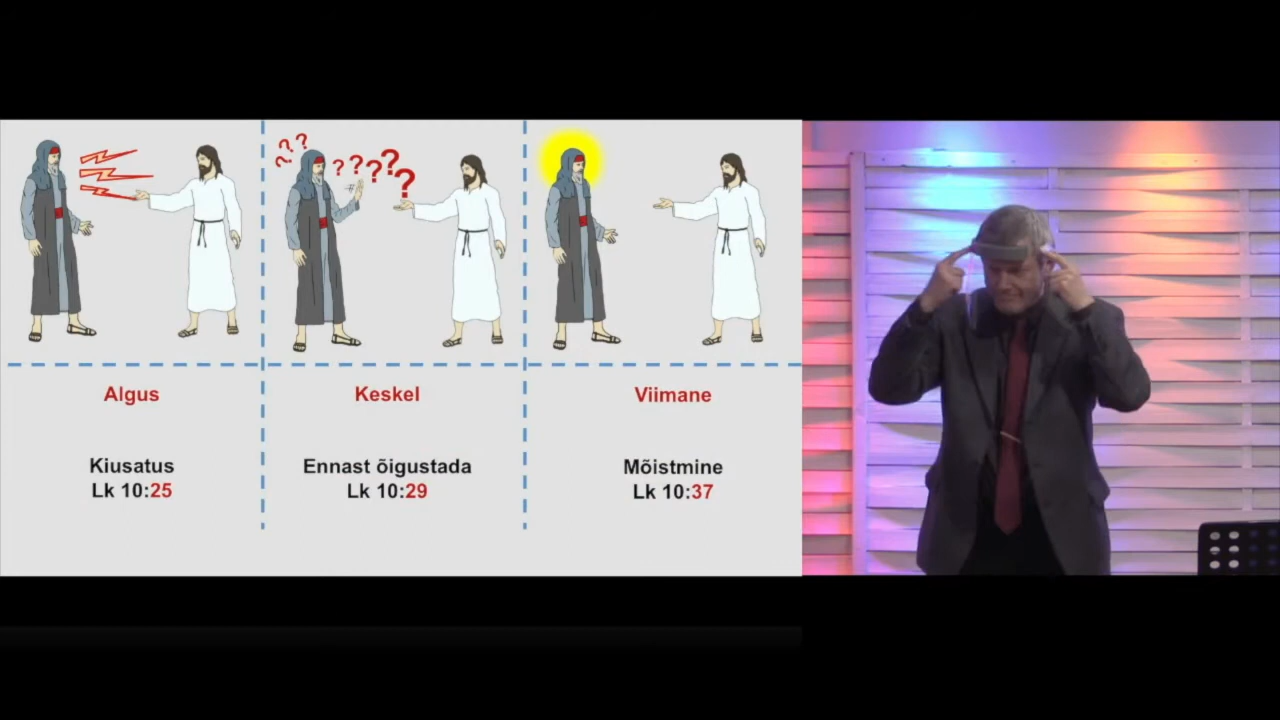 ? ? ?
? ? ? ? ?
Algus
Kiusatus
Lk 10:25
Keskel
Ennast õigustada
Lk 10:29
Viimane
Mõistmine
Lk 10:37